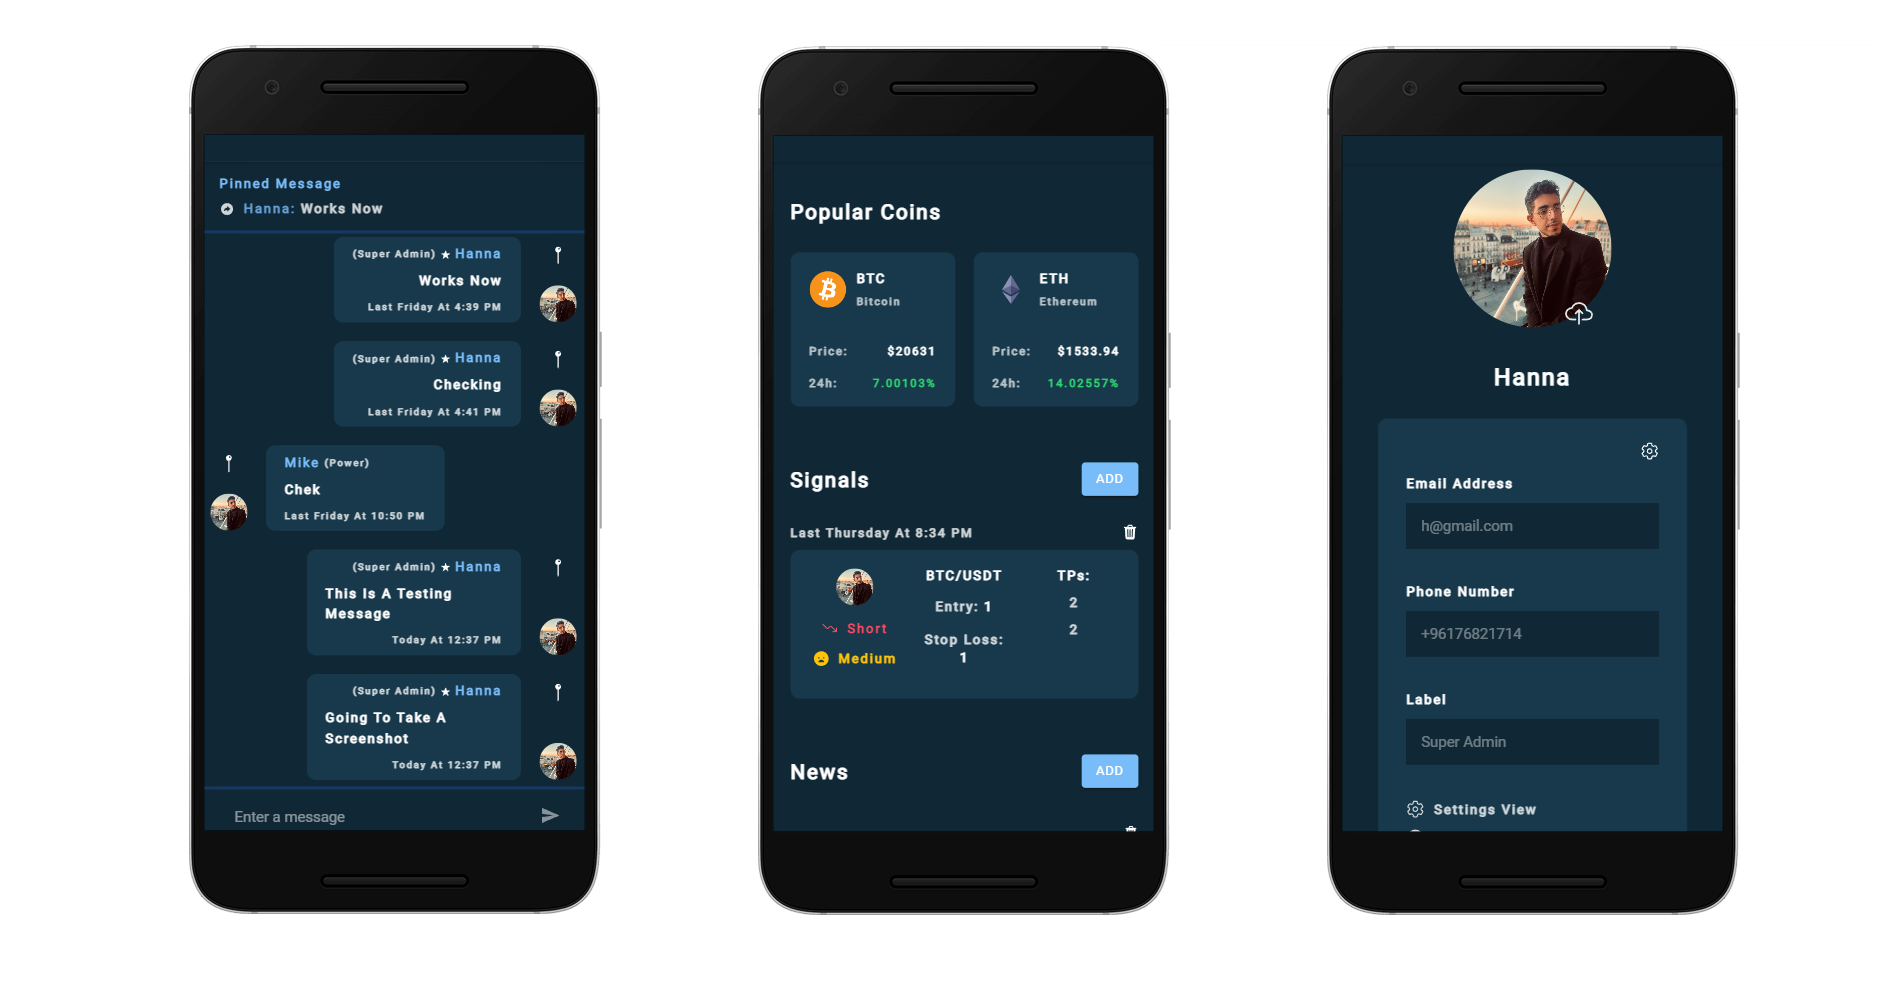 Pinned Message
Hanna: Works Now
(Super Admin) ★ Hanna
Works Now
Last Friday At 4:39 PM
(Super Admin) ★ Hanna
Checking
Last Friday At 4:41 PM
Mike (Power)
Chek
Last Friday At 10:50 PM
(Super Admin) ★ Hanna
This Is A Testing
Message
Today At 12:37 PM
(Super Admin) ★ Hanna
Going To Take A
Screenshot
Today At 12:37 PM
Enter a message
Popular Coins
BTC
Bitcoin
Price: $20631
24h: 7.00103%
ETH
Ethereum
Price: $1533.94
24h: 14.02557%
Signals ADD
Last Thursday At 8:34 PM
Short
Medium
BTC/USDT
Entry: 1
Stop Loss:
1
TPs:
2
2
News ADD
Hanna
Email Address
h@gmail.com
Phone Number
+96176821714
Label
Super Admin
Settings View